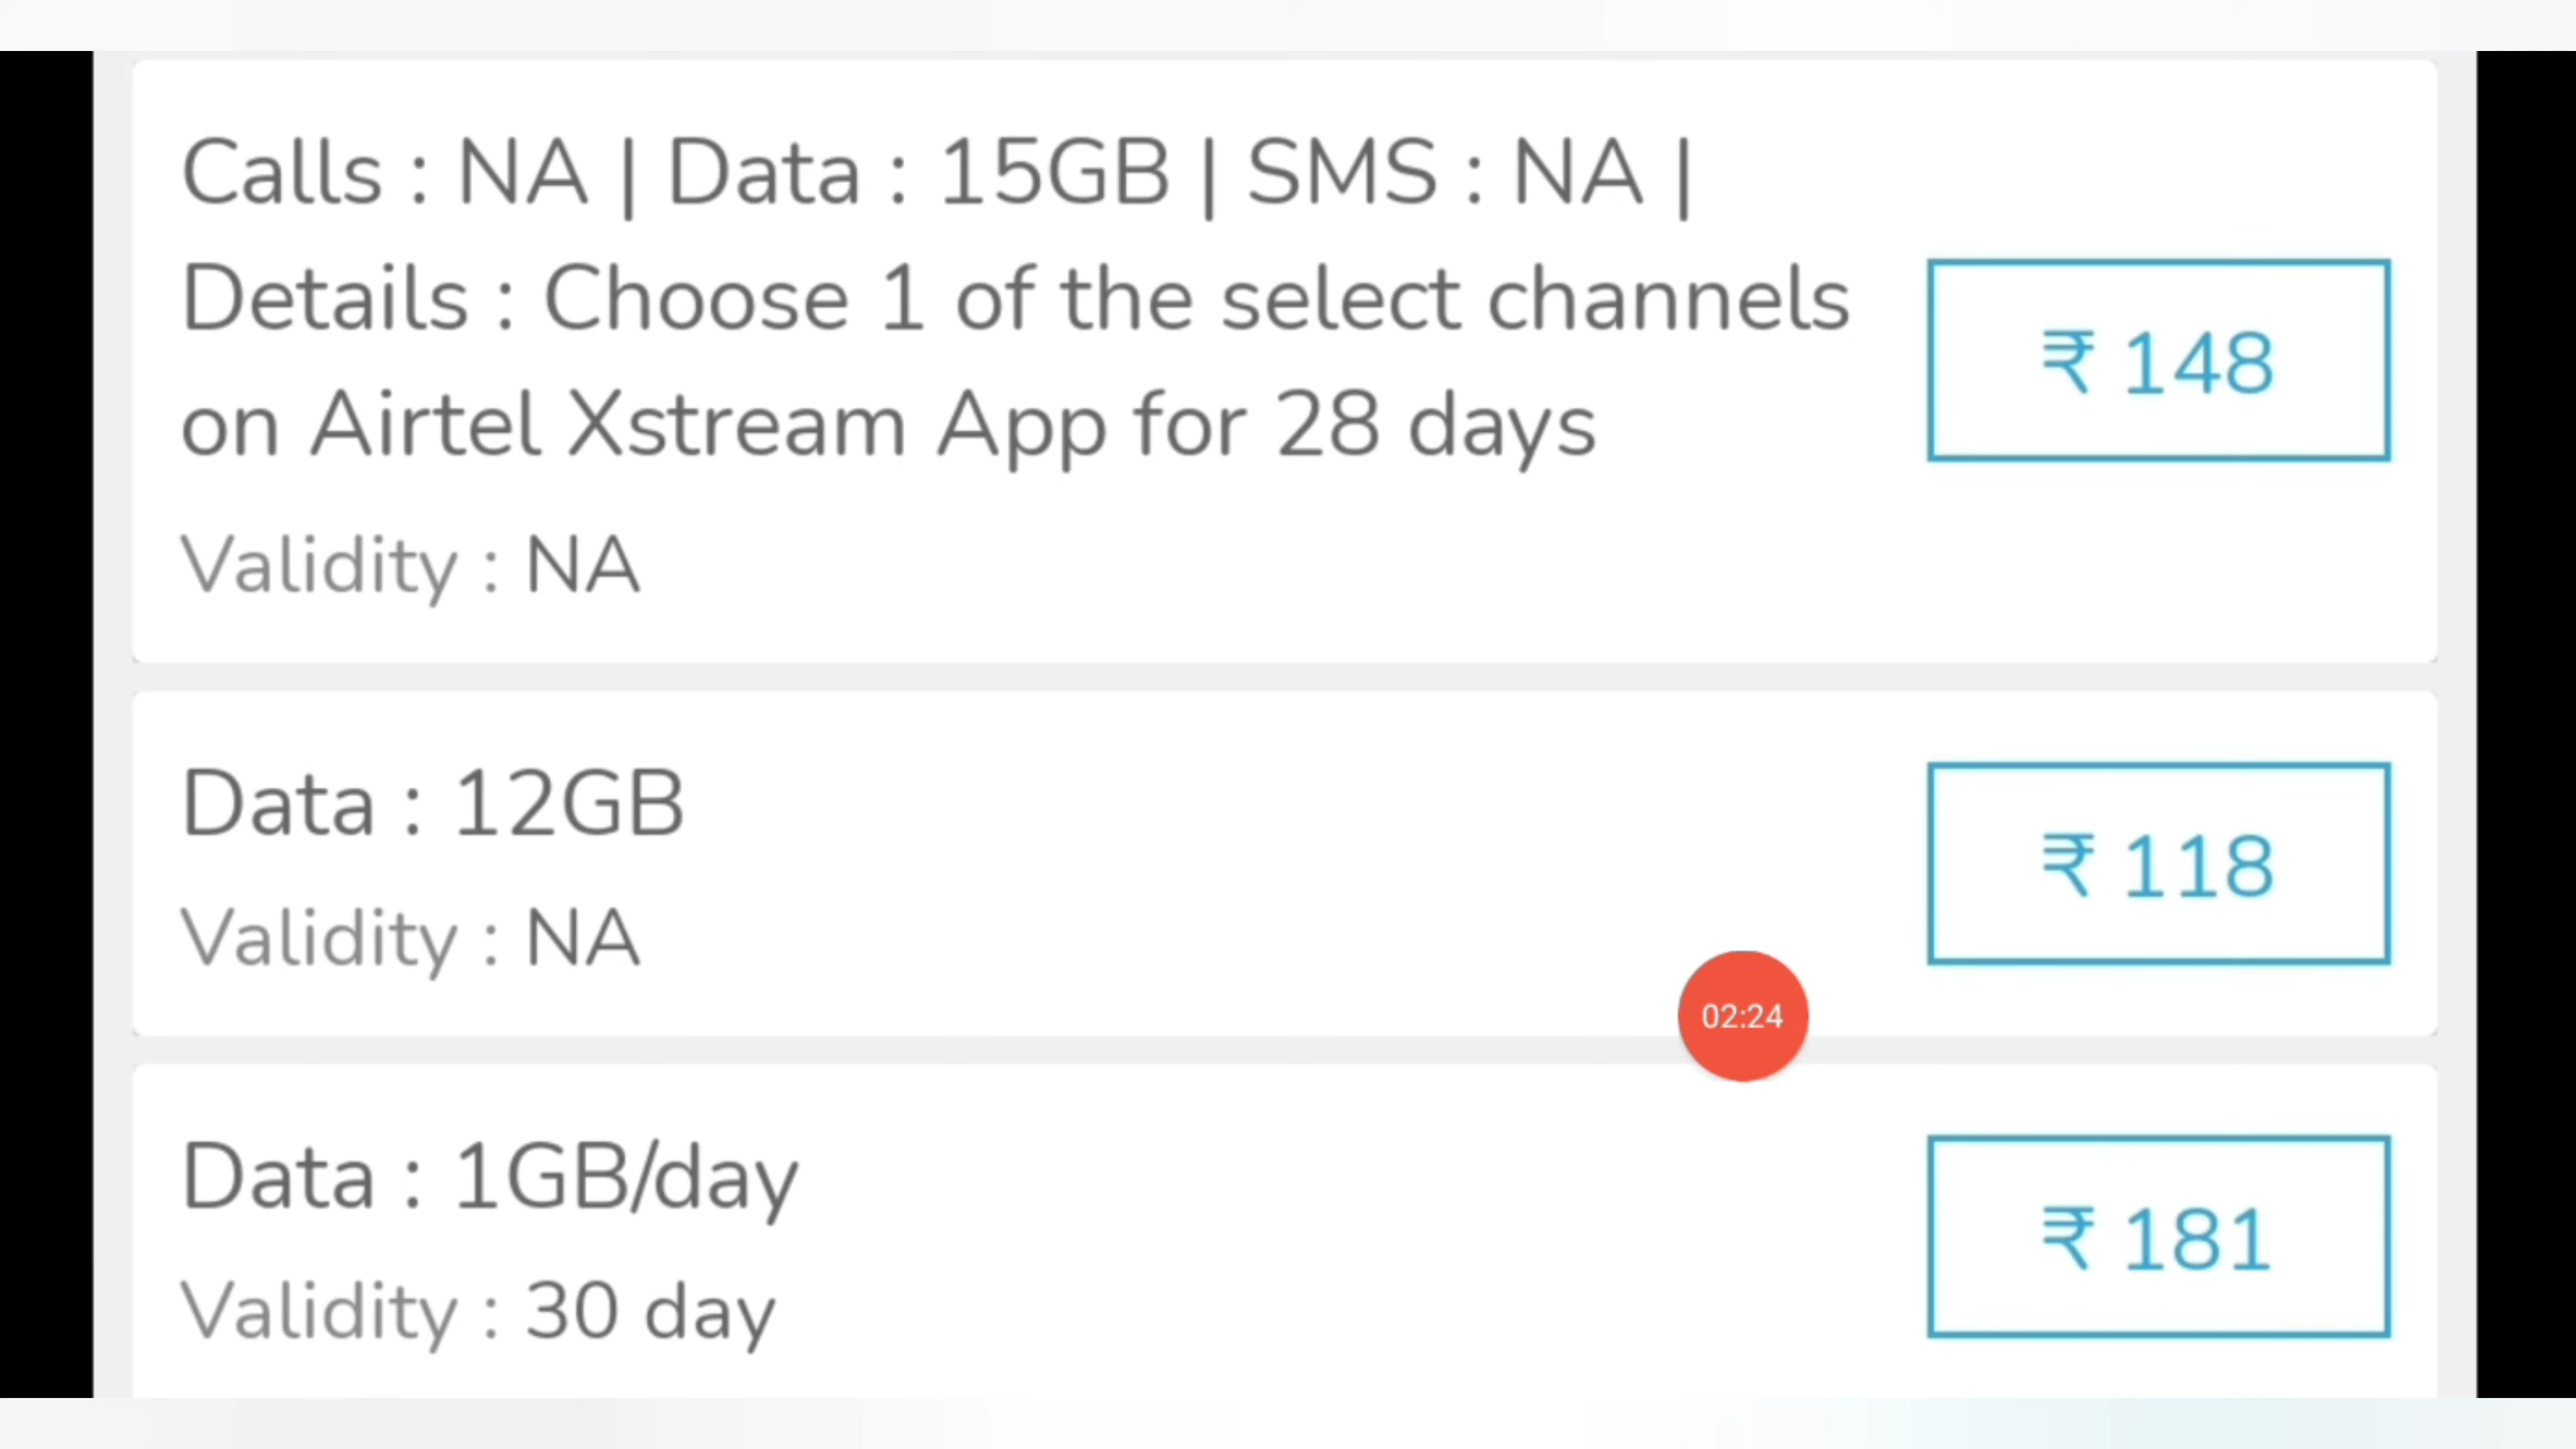 Calls : NA | Data : 15GB | SMS : NA |
Details : Choose 1 of the select channels
on Airtel Xstream App for 28 days
Validity : NA
₹ 148
Data : 12GB
Validity : NA
₹ 118
02:24
Data : 1GB/day
Validity : 30 day
₹ 181